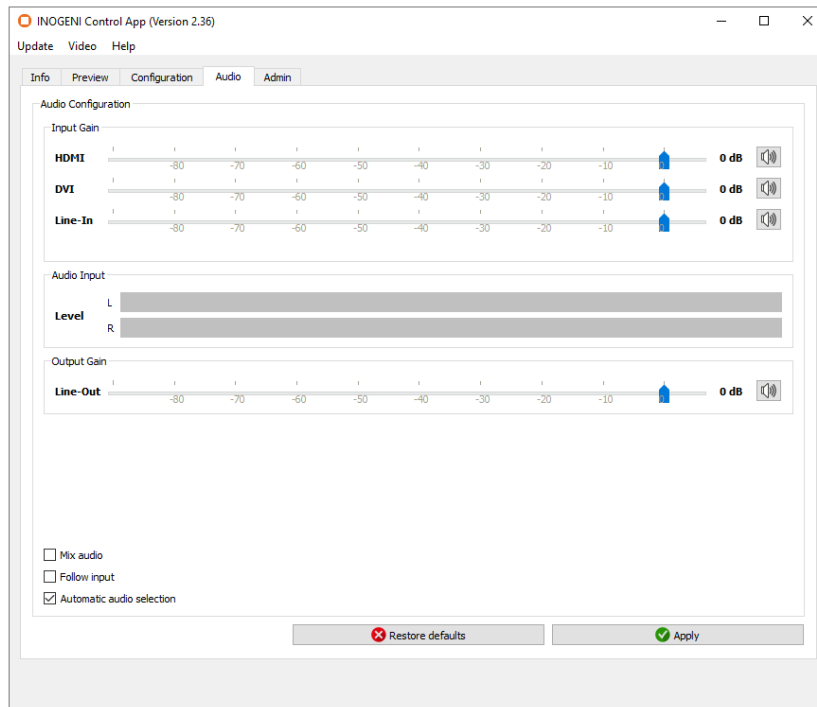 INOGENI Control App (Version 2.36)
Update Video Help
Info Preview Configuration Audio Admin
Audio Configuration
Input Gain
HDMI 0 dB
-80 -70 -60 -50 -40 -30 -20 -10 0
DVI 0 dB
-80 -70 -60 -50 -40 -30 -20 -10 0
Line-In 0 dB
-80 -70 -60 -50 -40 -30 -20 -10 0
Audio Input
L
Level
R
Output Gain
Line-Out 0 dB
-80 -70 -60 -50 -40 -30 -20 -10 0
Mix audio
Follow input
Automatic audio selection
Restore defaults Apply